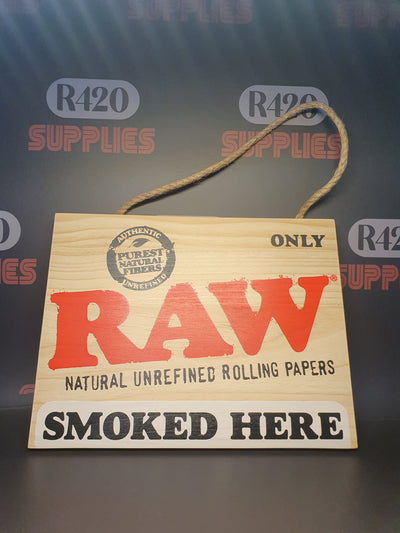 R420
SUPPLIES
R420
SUPPLIES
R420
SUPPLIES
AUTHENTIC
PUREST
NATURAL
FIBERS
UNREFINED
ONLY
RAW®
NATURAL UNREFINED ROLLING PAPERS
SMOKED HERE